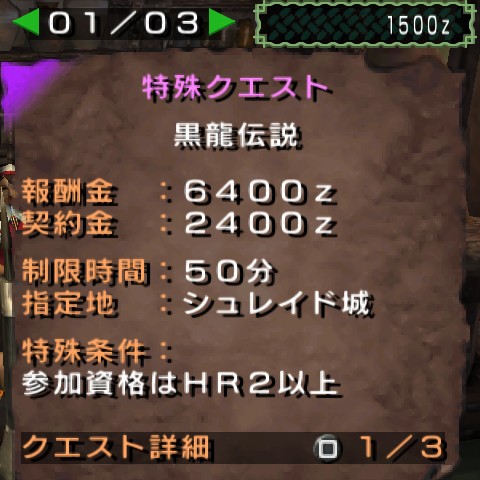 01／03
1500z
特殊クエスト
黒龍伝説
報酬金　：6400z
契約金　：2400z
制限時間：50分
指定地　：シュレイド城
特殊条件：
参加資格はHR2以上
クエスト詳細　1／3